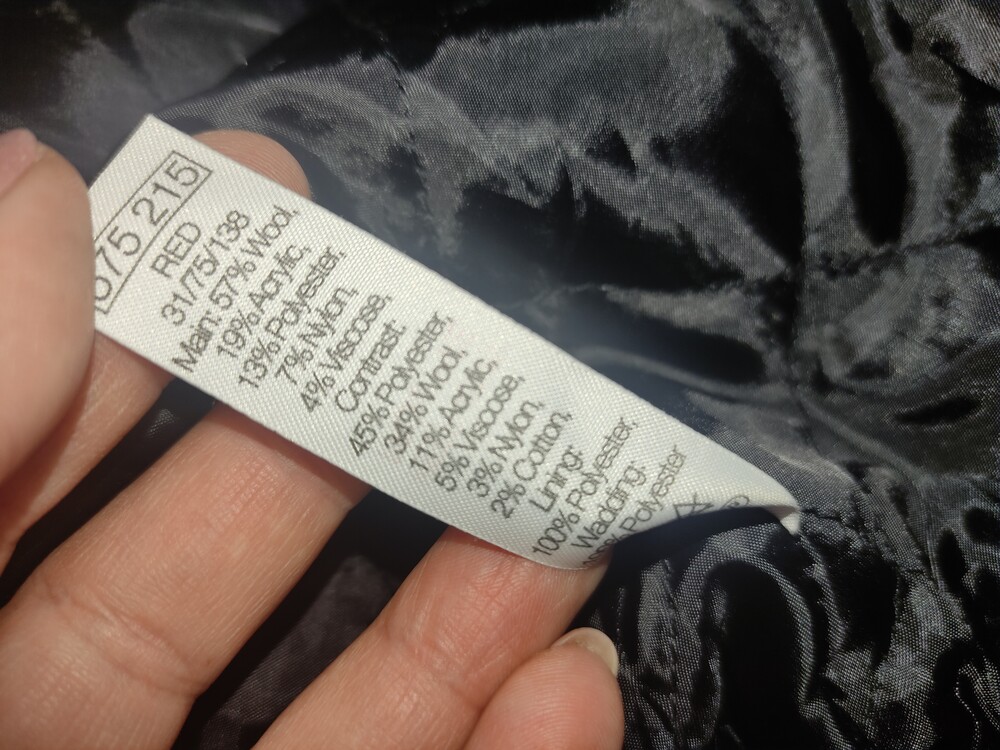 215
RED
31/75/138
Main: 57% Wool,
19% Acrylic,
13% Polyester,
7% Nylon,
4% Viscose,
Contrast:
45% Polyester,
34% Wool,
11% Acrylic,
5% Viscose,
3% Nylon,
2% Cotton,
Lining:
100% Polyester,
Wadding:
Polyester